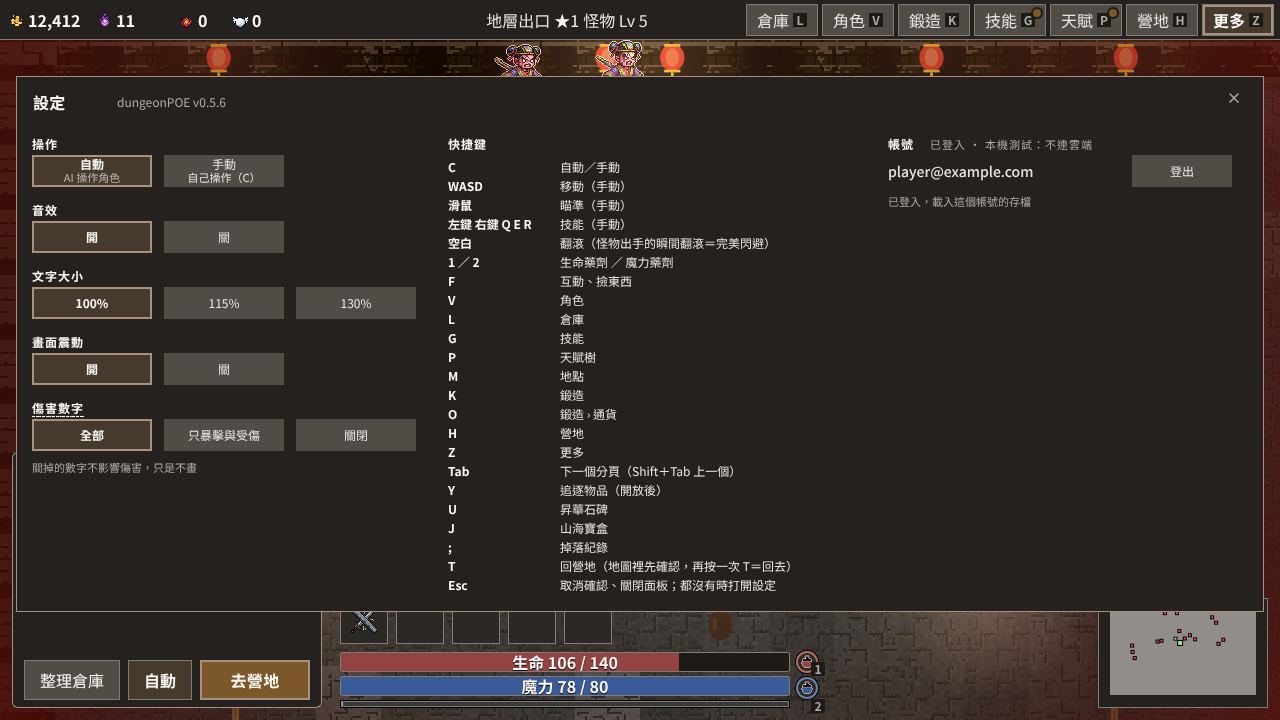 12,412 11 0 0 地層出口 ★1 怪物 Lv 5 倉庫 L 角色 V 鍛造 K 技能 G 天賦 P 營地 H 更多 Z
設定 dungeonPOE v0.5.6 ×
操作
自動 AI 操作角色
手動 自己操作（C）
音效
開 關
文字大小
100% 115% 130%
畫面震動
開 關
傷害數字
全部 只暴擊與受傷 關閉
關掉的數字不影響傷害，只是不畫
快捷鍵
C 自動／手動
WASD 移動（手動）
滑鼠 瞄準（手動）
左鍵 右鍵 Q E R 技能（手動）
空白 翻滾（怪物出手的瞬間翻滾＝完美閃避）
1 ／ 2 生命藥劑 ／ 魔力藥劑
F 互動、撿東西
V 角色
L 倉庫
G 技能
P 天賦樹
M 地點
K 鍛造
O 鍛造 › 通貨
H 營地
Z 更多
Tab 下一個分頁（Shift＋Tab 上一個）
Y 追逐物品（開放後）
U 昇華石碑
J 山海寶盒
; 掉落紀錄
T 回營地（地圖裡先確認，再按一次 T＝回去）
Esc 取消確認、關閉面板；都沒有時打開設定
帳號 已登入 · 本機測試：不連雲端
player@example.com 登出
已登入，載入這個帳號的存檔
整理倉庫 自動 去營地
生命 106 / 140 1
魔力 78 / 80 2